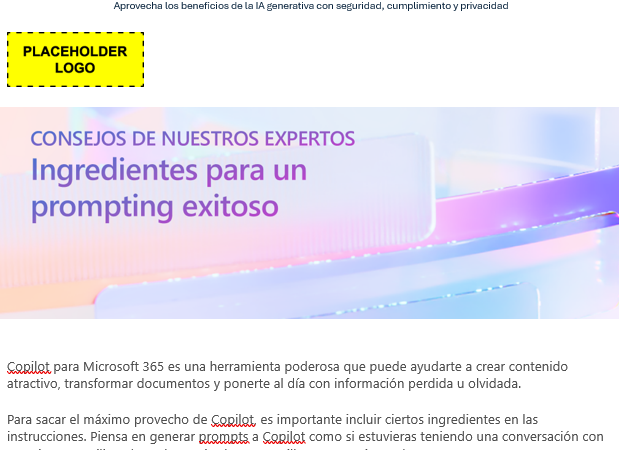 Aprovecha los beneficios de la IA generativa con seguridad, cumplimiento y privacidad
PLACEHOLDER
LOGO
CONSEJOS DE NUESTROS EXPERTOS
Ingredientes para un
prompting exitoso
Copilot para Microsoft 365 es una herramienta poderosa que puede ayudarte a crear contenido
atractivo, transformar documentos y ponerte al día con información perdida u olvidada.
Para sacar el máximo provecho de Copilot, es importante incluir ciertos ingredientes en las
instrucciones. Piensa en generar prompts a Copilot como si estuvieras teniendo una conversación con